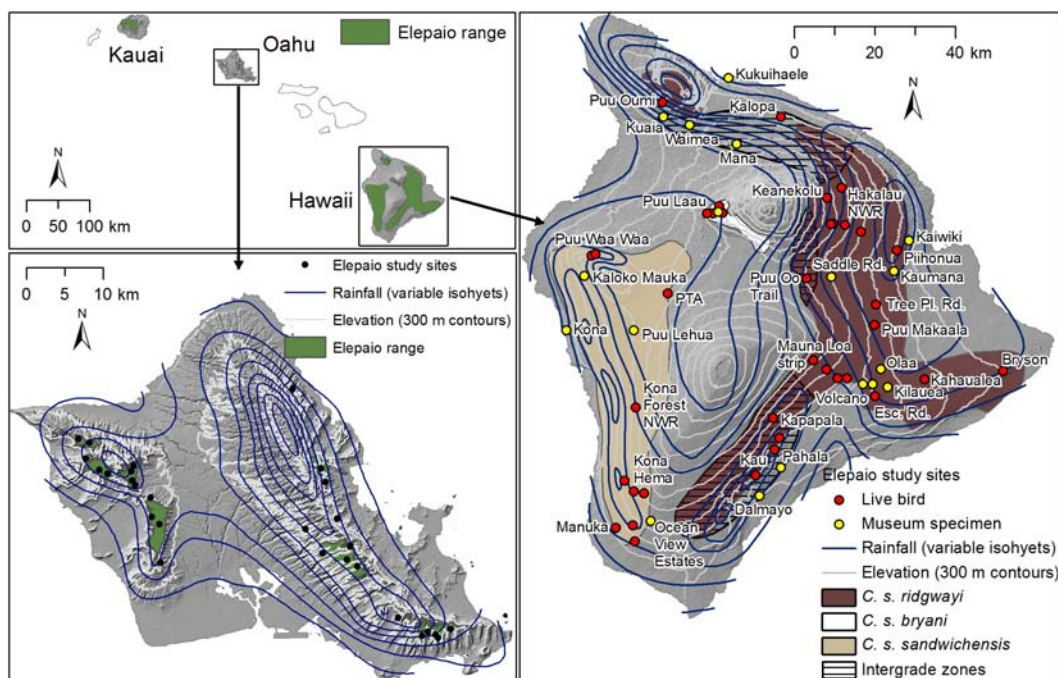 Elepaio range
Kauai
Oahu
N
Hawaii
0 50 100 km
0 5 10 km
N
Elepaio study sites
Rainfall (variable isohyets)
Elevation (300 m contours)
Elepaio range
0 20 40 km
N
Kukuihaele
Puu Oumi
Kalopa
Kuaia
Waimea
Mana
Keanekolu
Hakalau
NWR
Puu Laau
Kaiwiki
Puu Waa Waa
Piihonua
Kaloko Mauka
Puu Oo
Trail
Saddle Rd.
Kaumana
PTA
Tree Pl. Rd.
Kona
Puu Lehua
Puu Makaala
Mauna Loa
strip
Olaa
Bryson
Kahaualea
Kilauea
Volcano
Esc. Rd.
Kona
Forest
NWR
Kapapala
Kona
Hema
Kau
Pahala
Dalmayo
Manuka
Ocean
View
Estates
Elepaio study sites
Live bird
Museum specimen
Rainfall (variable isohyets)
Elevation (300 m contours)
C. s. ridgwayi
C. s. bryani
C. s. sandwichensis
Intergrade zones